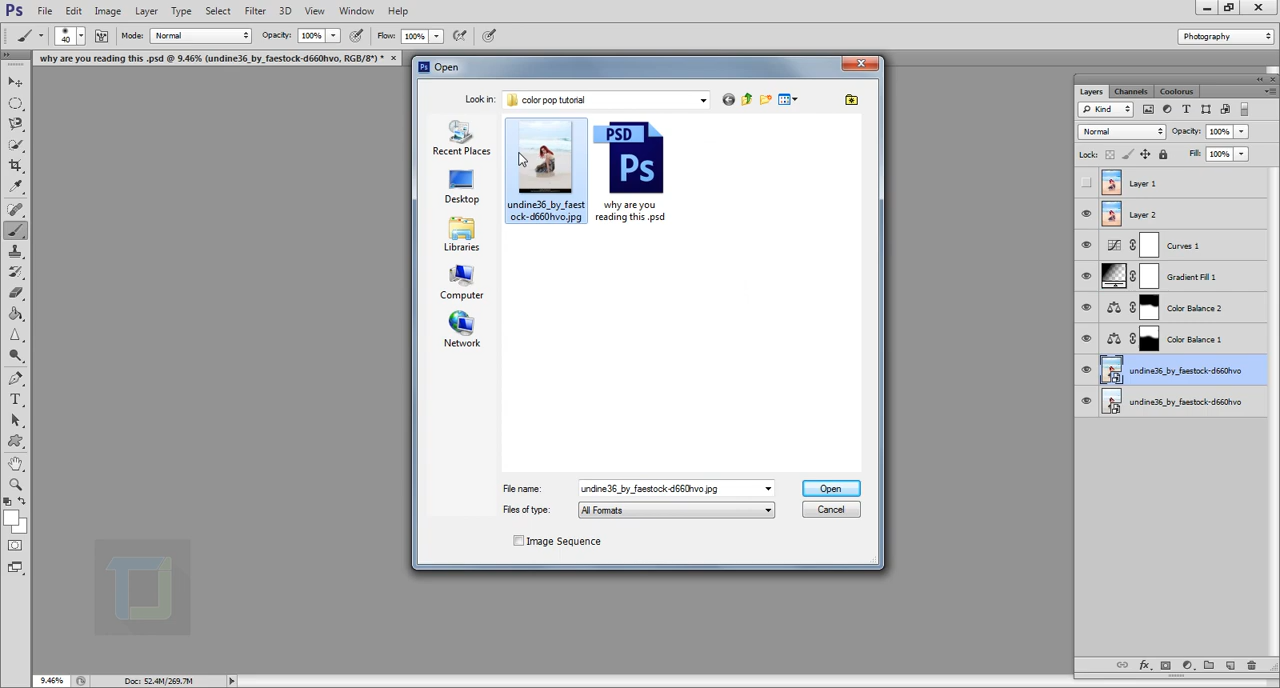 Ps File Edit Image Layer Type Select Filter 3D View Window Help
40 Mode: Normal Opacity: 100% Flow: 100% Photography
why are you reading this .psd @ 9.46% (undine36_by_faestock-d660hvo, RGB/8*) * ×
Ps Open
Look in: color pop tutorial
Recent Places
Desktop
Libraries
Computer
Network
undine36_by_faest
ock-d660hvo.jpg
PSD
Ps
why are you
reading this .psd
File name: undine36_by_faestock-d660hvo.jpg Open
Files of type: All Formats Cancel
Image Sequence
Layers Channels Coolorus
Kind
Normal Opacity: 100%
Lock: Fill: 100%
Layer 1
Layer 2
Curves 1
Gradient Fill 1
Color Balance 2
Color Balance 1
undine36_by_faestock-d660hvo
undine36_by_faestock-d660hvo
9.46% Doc: 52.4M/269.7M